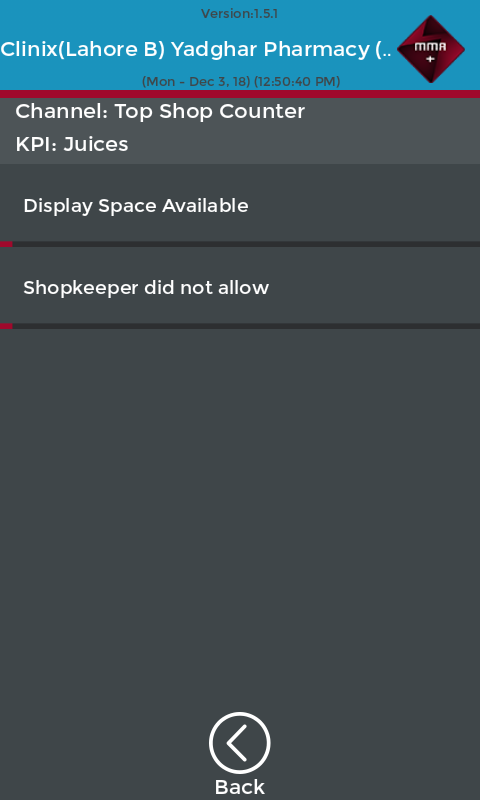 Version:1.5.1
Clinix(Lahore B) Yadghar Pharmacy (..
MMA
+
(Mon - Dec 3, 18) (12:50:40 PM)
Channel: Top Shop Counter
KPI: Juices
Display Space Available
Shopkeeper did not allow
Back